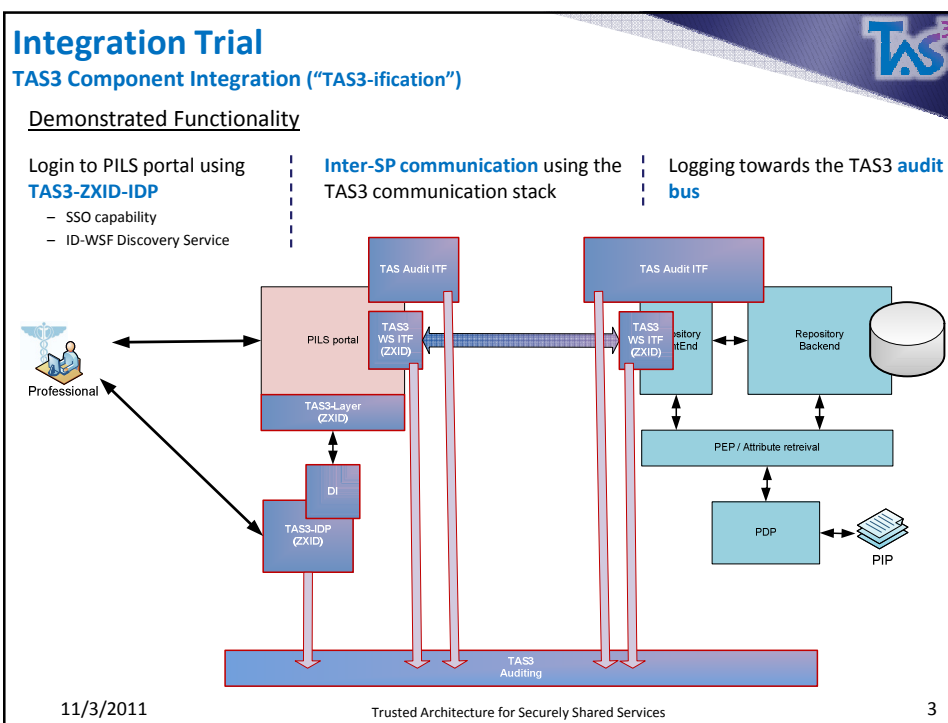 Integration Trial
TAS3 Component Integration (“TAS3-ification”)
TAS3
Demonstrated Functionality
Login to PILS portal using
TAS3-ZXID-IDP
– SSO capability
– ID-WSF Discovery Service
Inter-SP communication using the
TAS3 communication stack
Logging towards the TAS3 audit
bus
TAS Audit ITF
TAS Audit ITF
PILS portal
TAS3
WS ITF
(ZXID)
TAS3
WS ITF
(ZXID)
Repository
Backend
Professional
TAS3-Layer
(ZXID)
PEP / Attribute retreival
DI
TAS3-IDP
(ZXID)
PDP
PIP
TAS3
Auditing
11/3/2011
Trusted Architecture for Securely Shared Services
3